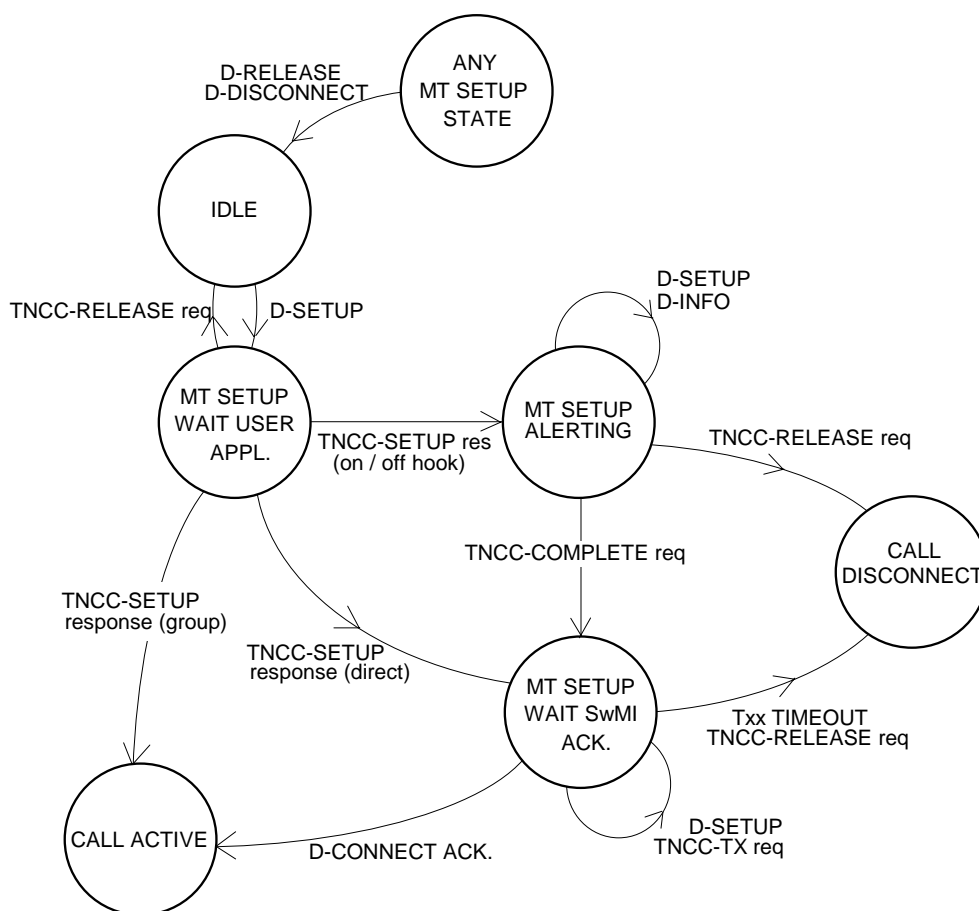 ANY
MT SETUP
STATE
D-RELEASE
D-DISCONNECT
IDLE
TNCC-RELEASE req
D-SETUP
D-SETUP
D-INFO
MT SETUP
WAIT USER
APPL.
MT SETUP
ALERTING
TNCC-SETUP res
(on / off hook)
TNCC-RELEASE req
TNCC-COMPLETE req
CALL
DISCONNECT
TNCC-SETUP
response (group)
TNCC-SETUP
response (direct)
MT SETUP
WAIT SwMI
ACK.
Txx TIMEOUT
TNCC-RELEASE req
CALL ACTIVE
D-CONNECT ACK.
D-SETUP
TNCC-TX req